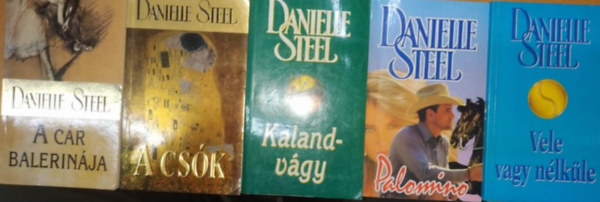 DANIELLE STEEL
A CÁR
BALERINÁJA
DANIELLE STEEL
A CSÓK
DANIELLE
STEEL
Kaland-
vágy
DANIELLE
STEEL
Palomino
DANIELLE
STEEL
Vele
vagy nélküle